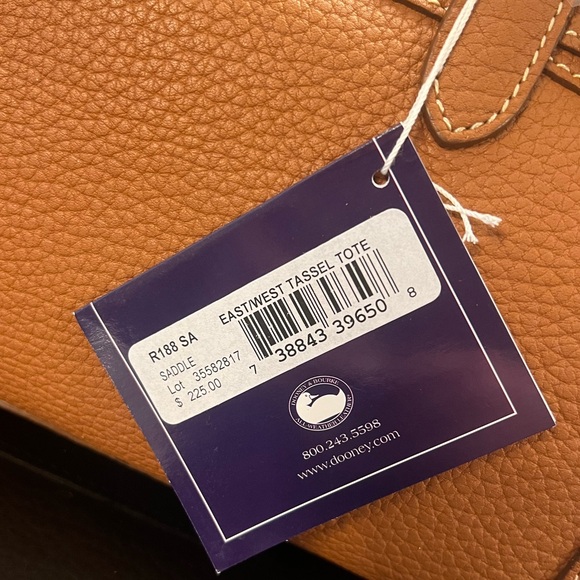 R188 SA EAST/WEST TASSEL TOTE
SADDLE
Lot 35582817
$ 225.00
7 38843 39650 8
DOONEY & BOURKE
ALL WEATHER LEATHER
800.243.5598
www.dooney.com